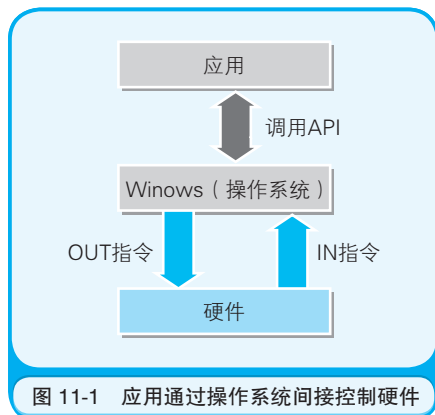 应用
调用API
Winows（操作系统）
OUT指令
IN指令
硬件
图 11-1 应用通过操作系统间接控制硬件